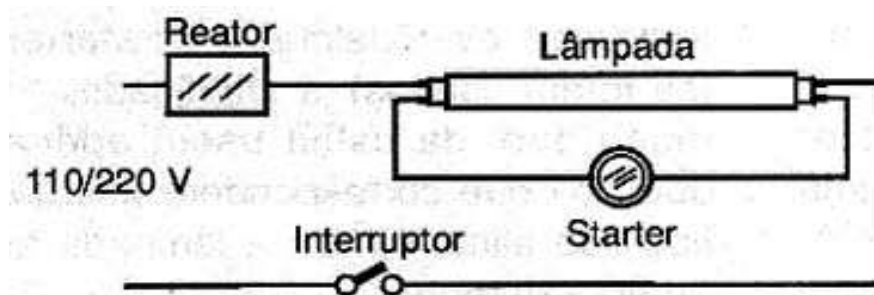 Reator
Lâmpada
110/220 V
Interruptor
Starter